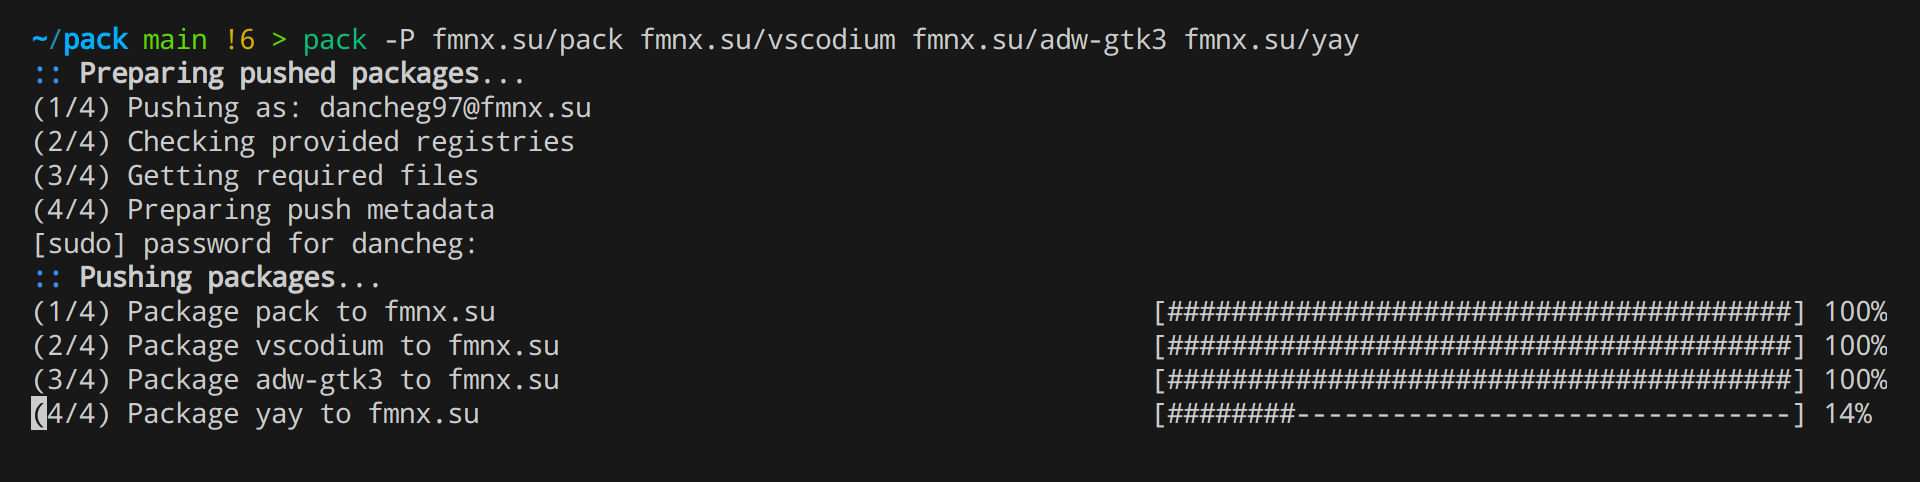 ~/pack main !6 > pack -P fmnx.su/pack fmnx.su/vscodium fmnx.su/adw-gtk3 fmnx.su/yay
:: Preparing pushed packages...
(1/4) Pushing as: dancheg97@fmnx.su
(2/4) Checking provided registries
(3/4) Getting required files
(4/4) Preparing push metadata
[sudo] password for dancheg:
:: Pushing packages...
(1/4) Package pack to fmnx.su [#######################################] 100%
(2/4) Package vscodium to fmnx.su [#######################################] 100%
(3/4) Package adw-gtk3 to fmnx.su [#######################################] 100%
(4/4) Package yay to fmnx.su [########-------------------------------] 14%